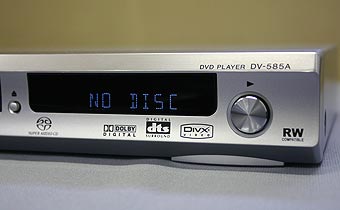 DVD PLAYER DV-585A
NO DISC
SUPER AUDIO CD
DOLBY
DIGITAL
DIGITAL
dts
SURROUND
DivX
VIDEO
RW
COMPATIBLE